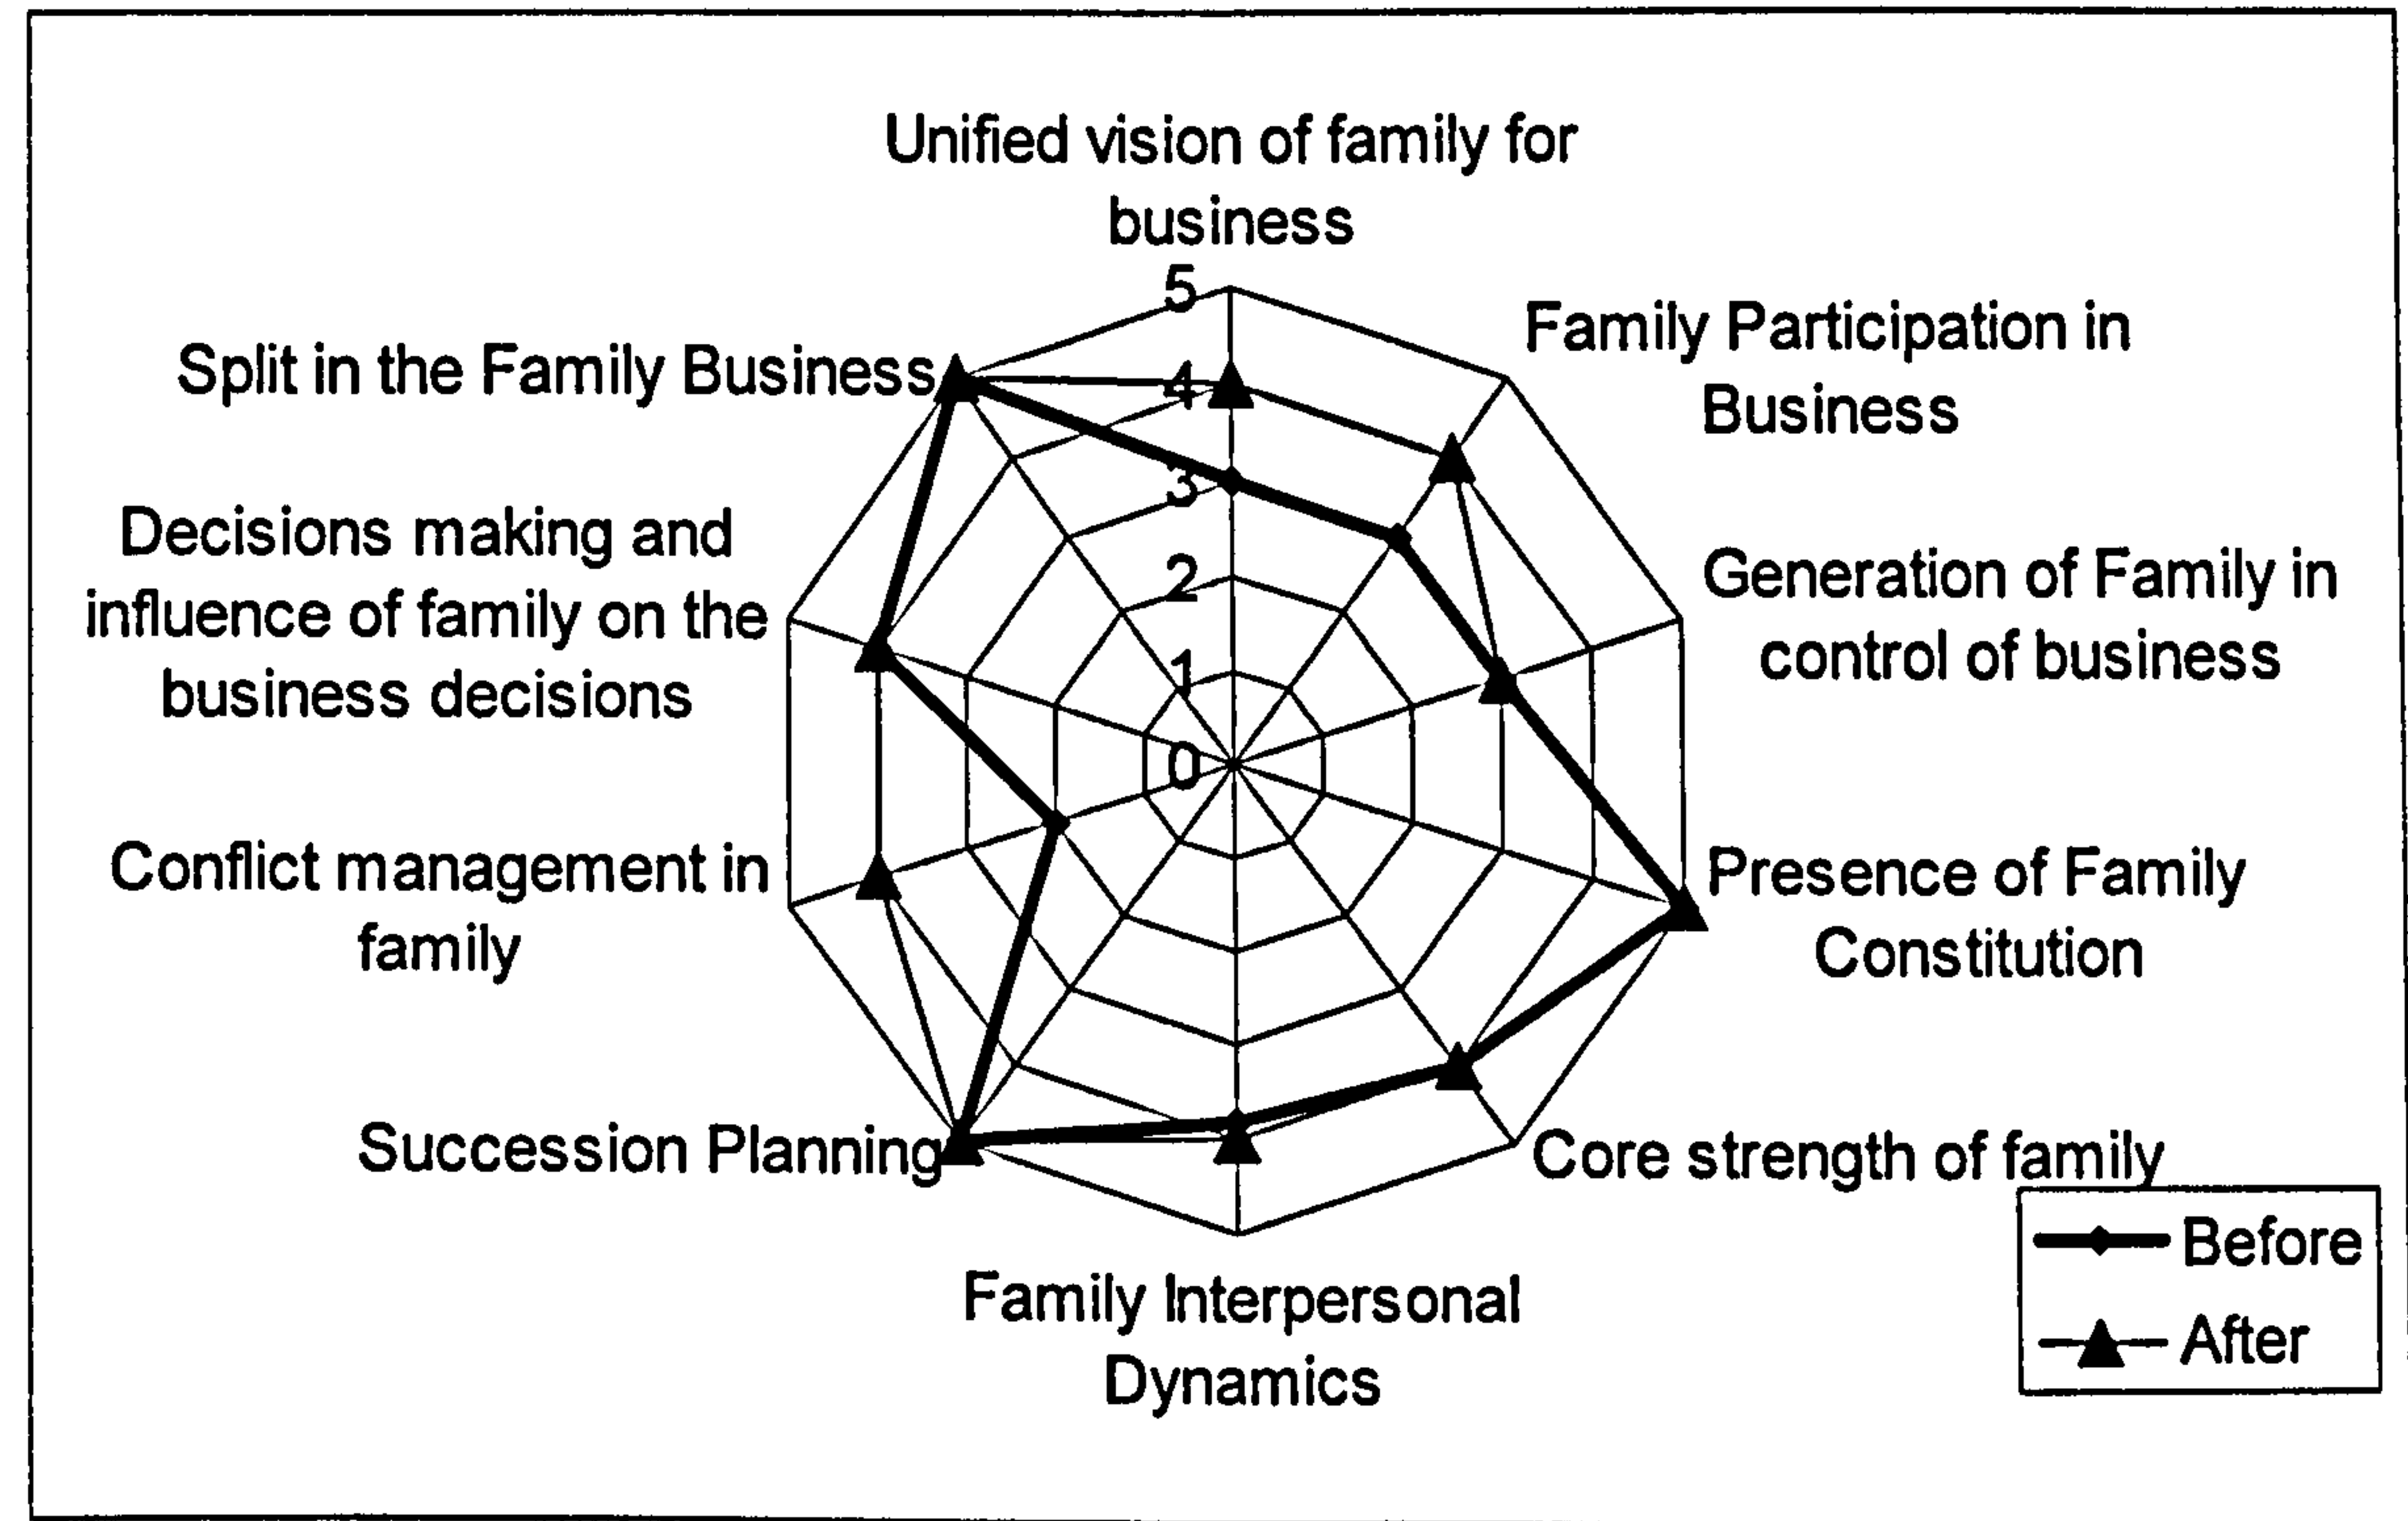 Unified vision of family for
business
5
Family Participation in
Business
Split in the Family Business
4
3
Decisions making and
influence of family on the
business decisions
Generation of Family in
control of business
2
1
0
Conflict management in
family
Presence of Family
Constitution
Succession Planning
Core strength of family
Family Interpersonal
Dynamics
Before
After